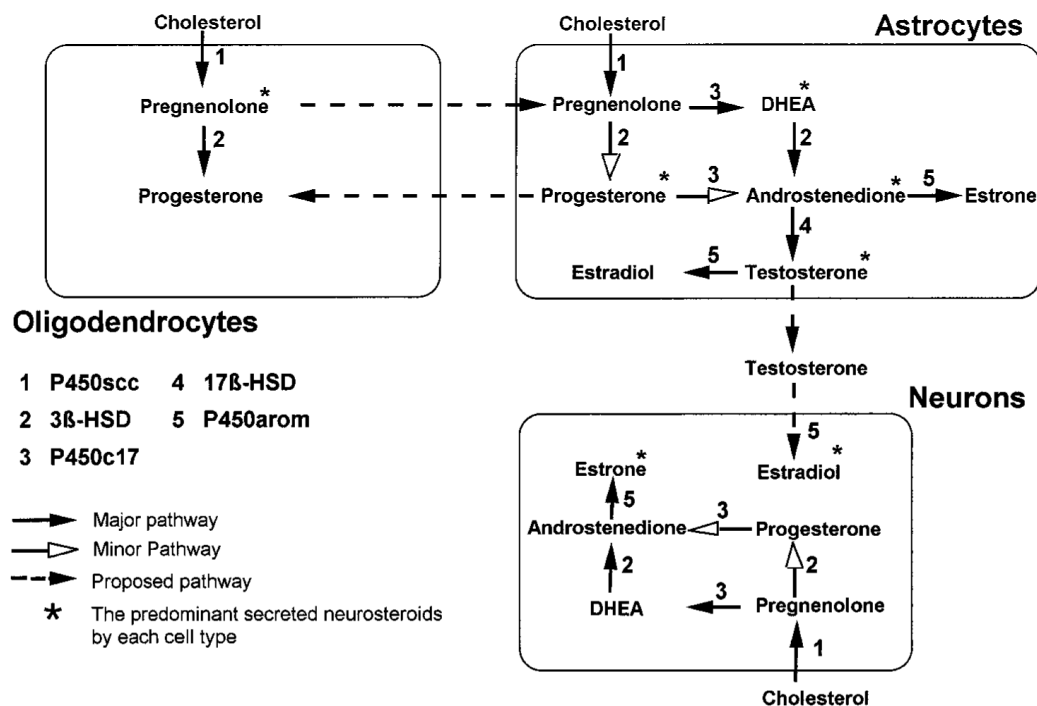 Cholesterol
1
Pregnenolone*
2
Progesterone
Oligodendrocytes
Astrocytes
Cholesterol
1
Pregnenolone 3 DHEA*
2 2
Progesterone* 3 Androstenedione* 5 Estrone
4
Estradiol 5 Testosterone*
Testosterone
Neurons
5
Estrone* Estradiol*
5
Androstenedione 3 Progesterone
2 2
DHEA 3 Pregnenolone
1
Cholesterol
1 P450scc 4 17ß-HSD
2 3ß-HSD 5 P450arom
3 P450c17
Major pathway
Minor Pathway
Proposed pathway
* The predominant secreted neurosteroids
by each cell type